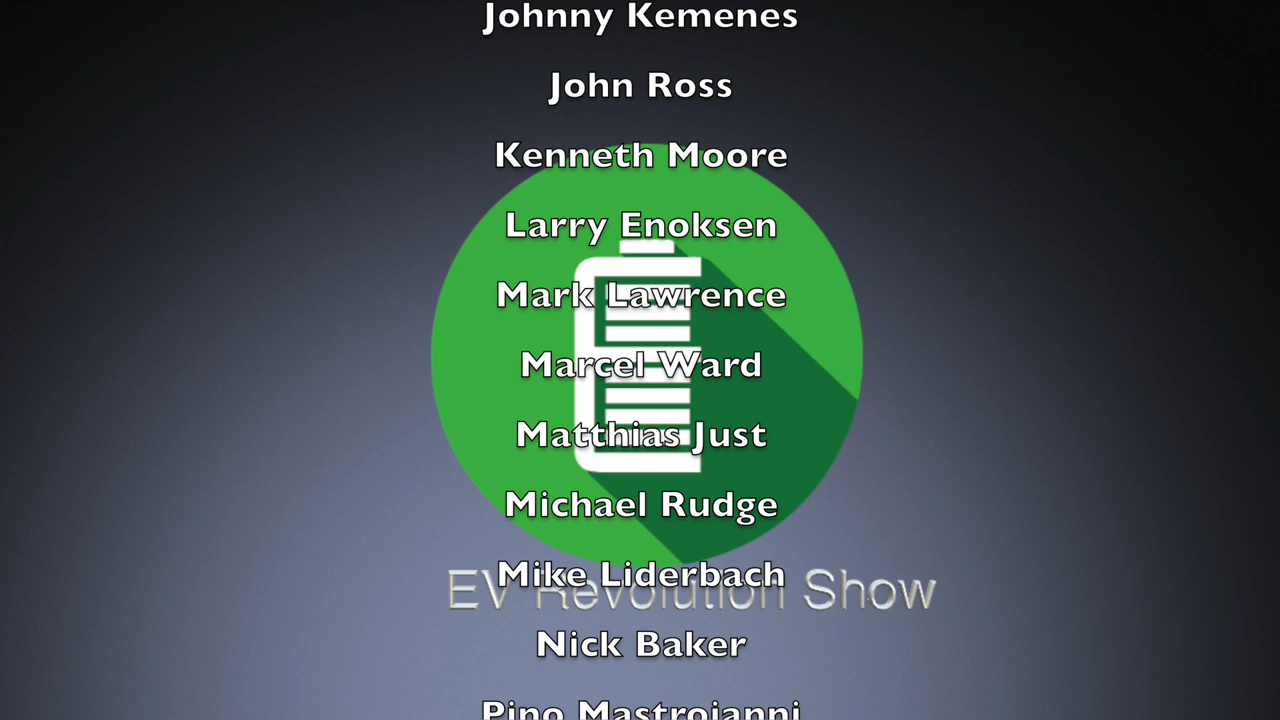 Johnny Kemenes
John Ross
Kenneth Moore
Larry Enoksen
Mark Lawrence
Marcel Ward
Matthias Just
Michael Rudge
Mike Liderbach
EV Revolution Show
Nick Baker
Pino Mastroianni